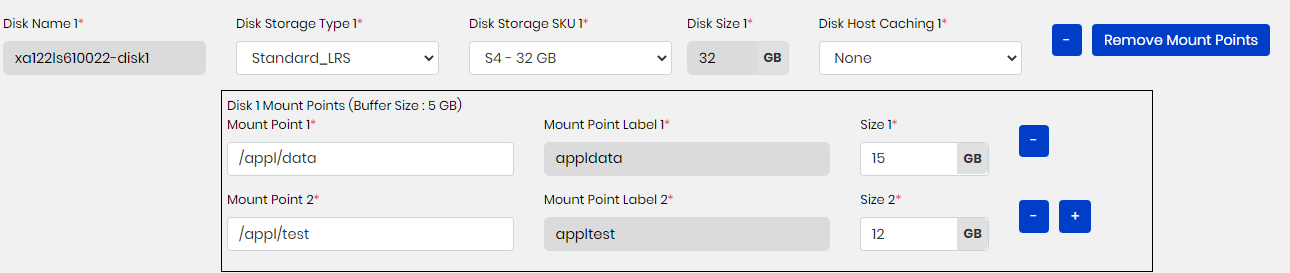 Disk Name 1* Disk Storage Type 1* Disk Storage SKU 1* Disk Size 1* Disk Host Caching 1*
xa122ls610022-disk1 Standard_LRS S4 - 32 GB 32 GB None - Remove Mount Points
Disk 1 Mount Points (Buffer Size : 5 GB)
Mount Point 1* Mount Point Label 1* Size 1*
/appl/data appldata 15 GB -
Mount Point 2* Mount Point Label 2* Size 2*
/appl/test appltest 12 GB - +